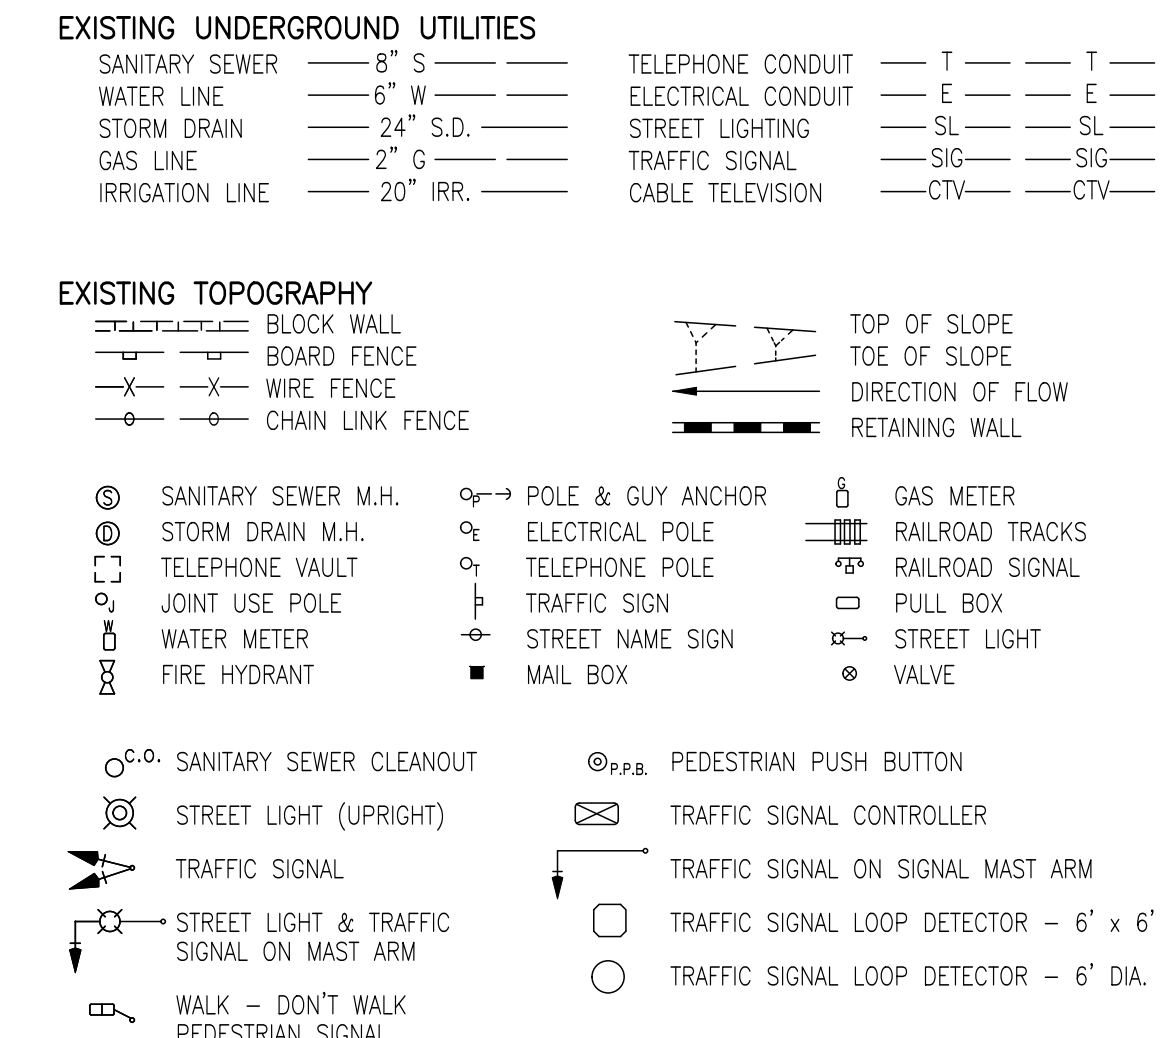 EXISTING UNDERGROUND UTILITIES
SANITARY SEWER 8" S
WATER LINE 6" W
STORM DRAIN 24" S.D.
GAS LINE 2" G
IRRIGATION LINE 20" IRR.
TELEPHONE CONDUIT T T
ELECTRICAL CONDUIT E E
STREET LIGHTING SL SL
TRAFFIC SIGNAL SIG SIG
CABLE TELEVISION CTV CTV
EXISTING TOPOGRAPHY
BLOCK WALL
BOARD FENCE
X X WIRE FENCE
CHAIN LINK FENCE
TOP OF SLOPE
TOE OF SLOPE
DIRECTION OF FLOW
RETAINING WALL
S SANITARY SEWER M.H.
D STORM DRAIN M.H.
TELEPHONE VAULT
J JOINT USE POLE
W WATER METER
FIRE HYDRANT
P POLE & GUY ANCHOR
E ELECTRICAL POLE
T TELEPHONE POLE
TRAFFIC SIGN
STREET NAME SIGN
MAIL BOX
G GAS METER
RAILROAD TRACKS
RAILROAD SIGNAL
PULL BOX
STREET LIGHT
VALVE
C.O. SANITARY SEWER CLEANOUT
STREET LIGHT (UPRIGHT)
TRAFFIC SIGNAL
STREET LIGHT & TRAFFIC
SIGNAL ON MAST ARM
WALK – DON'T WALK
PEDESTRIAN SIGNAL
P.P.B. PEDESTRIAN PUSH BUTTON
TRAFFIC SIGNAL CONTROLLER
TRAFFIC SIGNAL ON SIGNAL MAST ARM
TRAFFIC SIGNAL LOOP DETECTOR – 6' x 6'
TRAFFIC SIGNAL LOOP DETECTOR – 6' DIA.